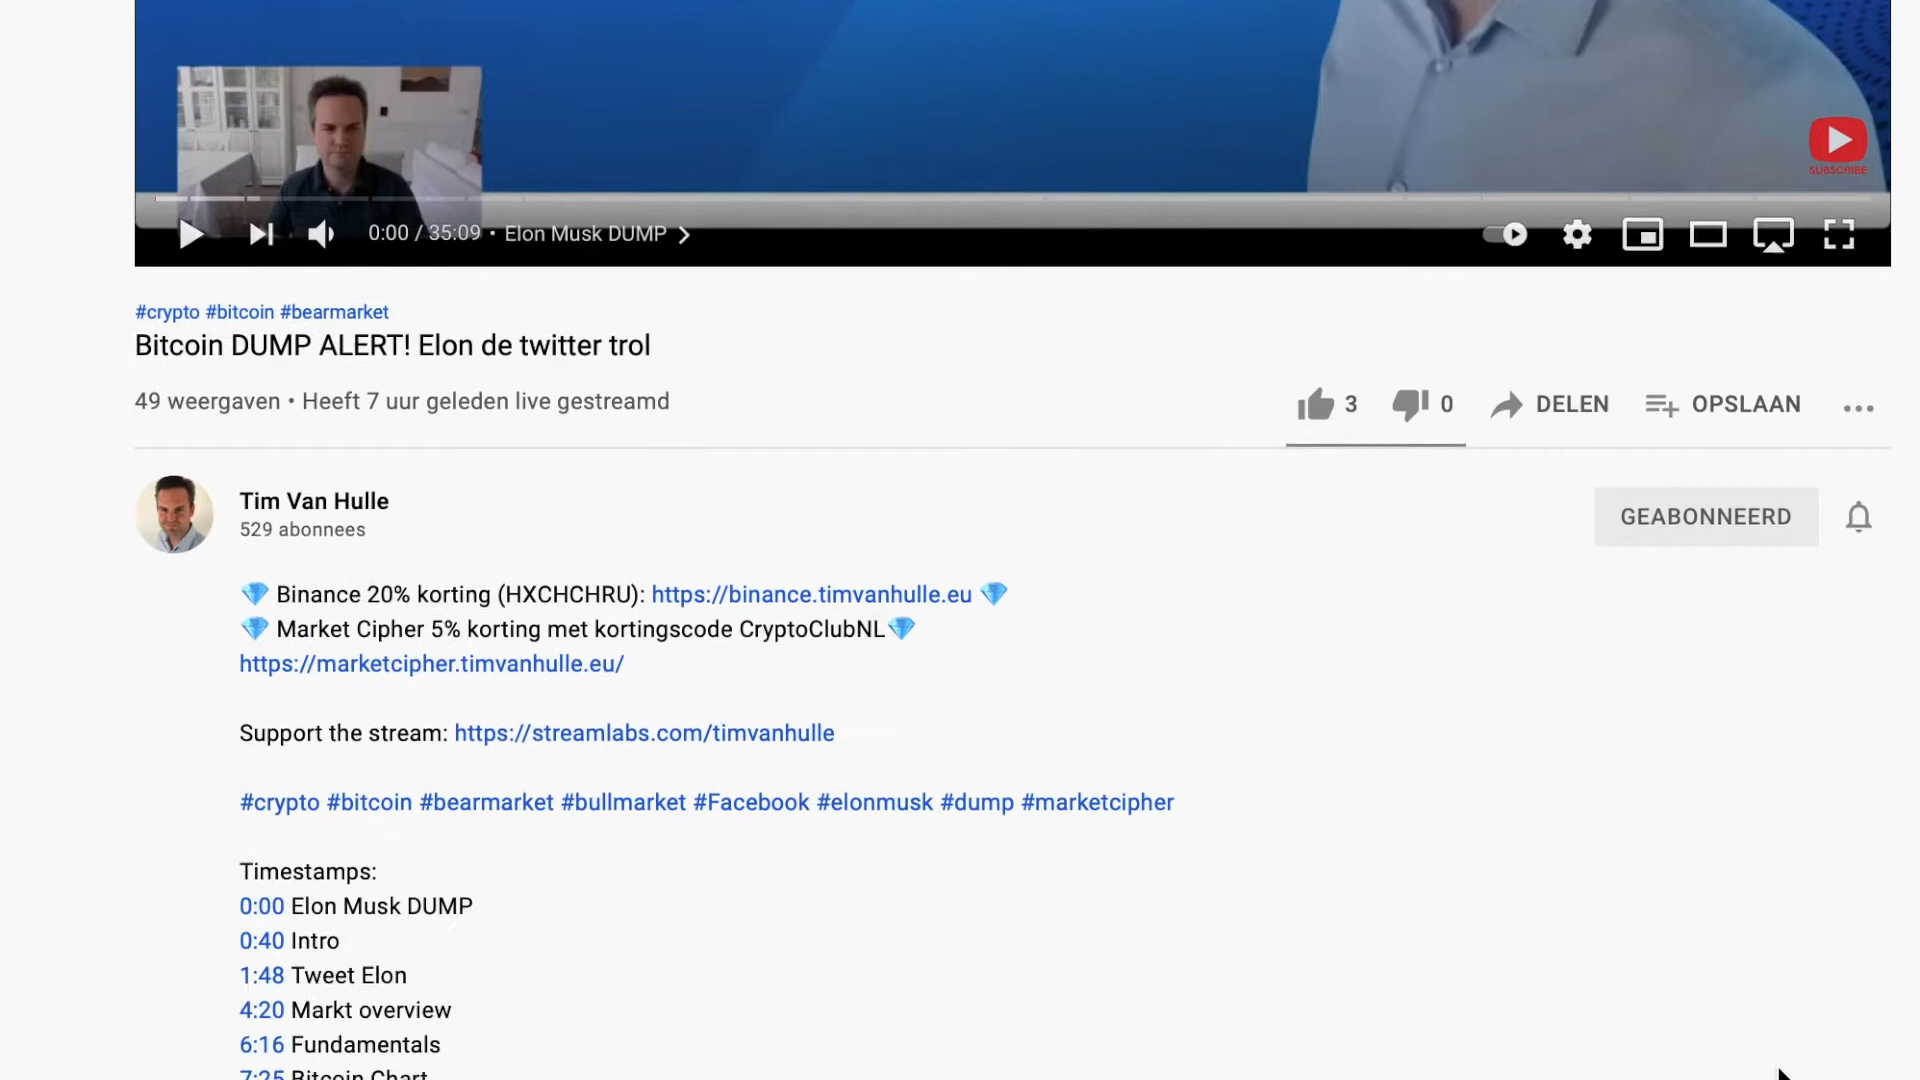 SUBSCRIBE
0:00 / 35:09 • Elon Musk DUMP
#crypto #bitcoin #bearmarket
Bitcoin DUMP ALERT! Elon de twitter trol
49 weergaven • Heeft 7 uur geleden live gestreamd
3 0 DELEN OPSLAAN
Tim Van Hulle
529 abonnees
GEABONNEERD
💎 Binance 20% korting (HXCHCHRU): https://binance.timvanhulle.eu 💎
💎 Market Cipher 5% korting met kortingscode CryptoClubNL💎
https://marketcipher.timvanhulle.eu/
Support the stream: https://streamlabs.com/timvanhulle
#crypto #bitcoin #bearmarket #bullmarket #Facebook #elonmusk #dump #marketcipher
Timestamps:
0:00 Elon Musk DUMP
0:40 Intro
1:48 Tweet Elon
4:20 Markt overview
6:16 Fundamentals
7:25 Bitcoin Chart